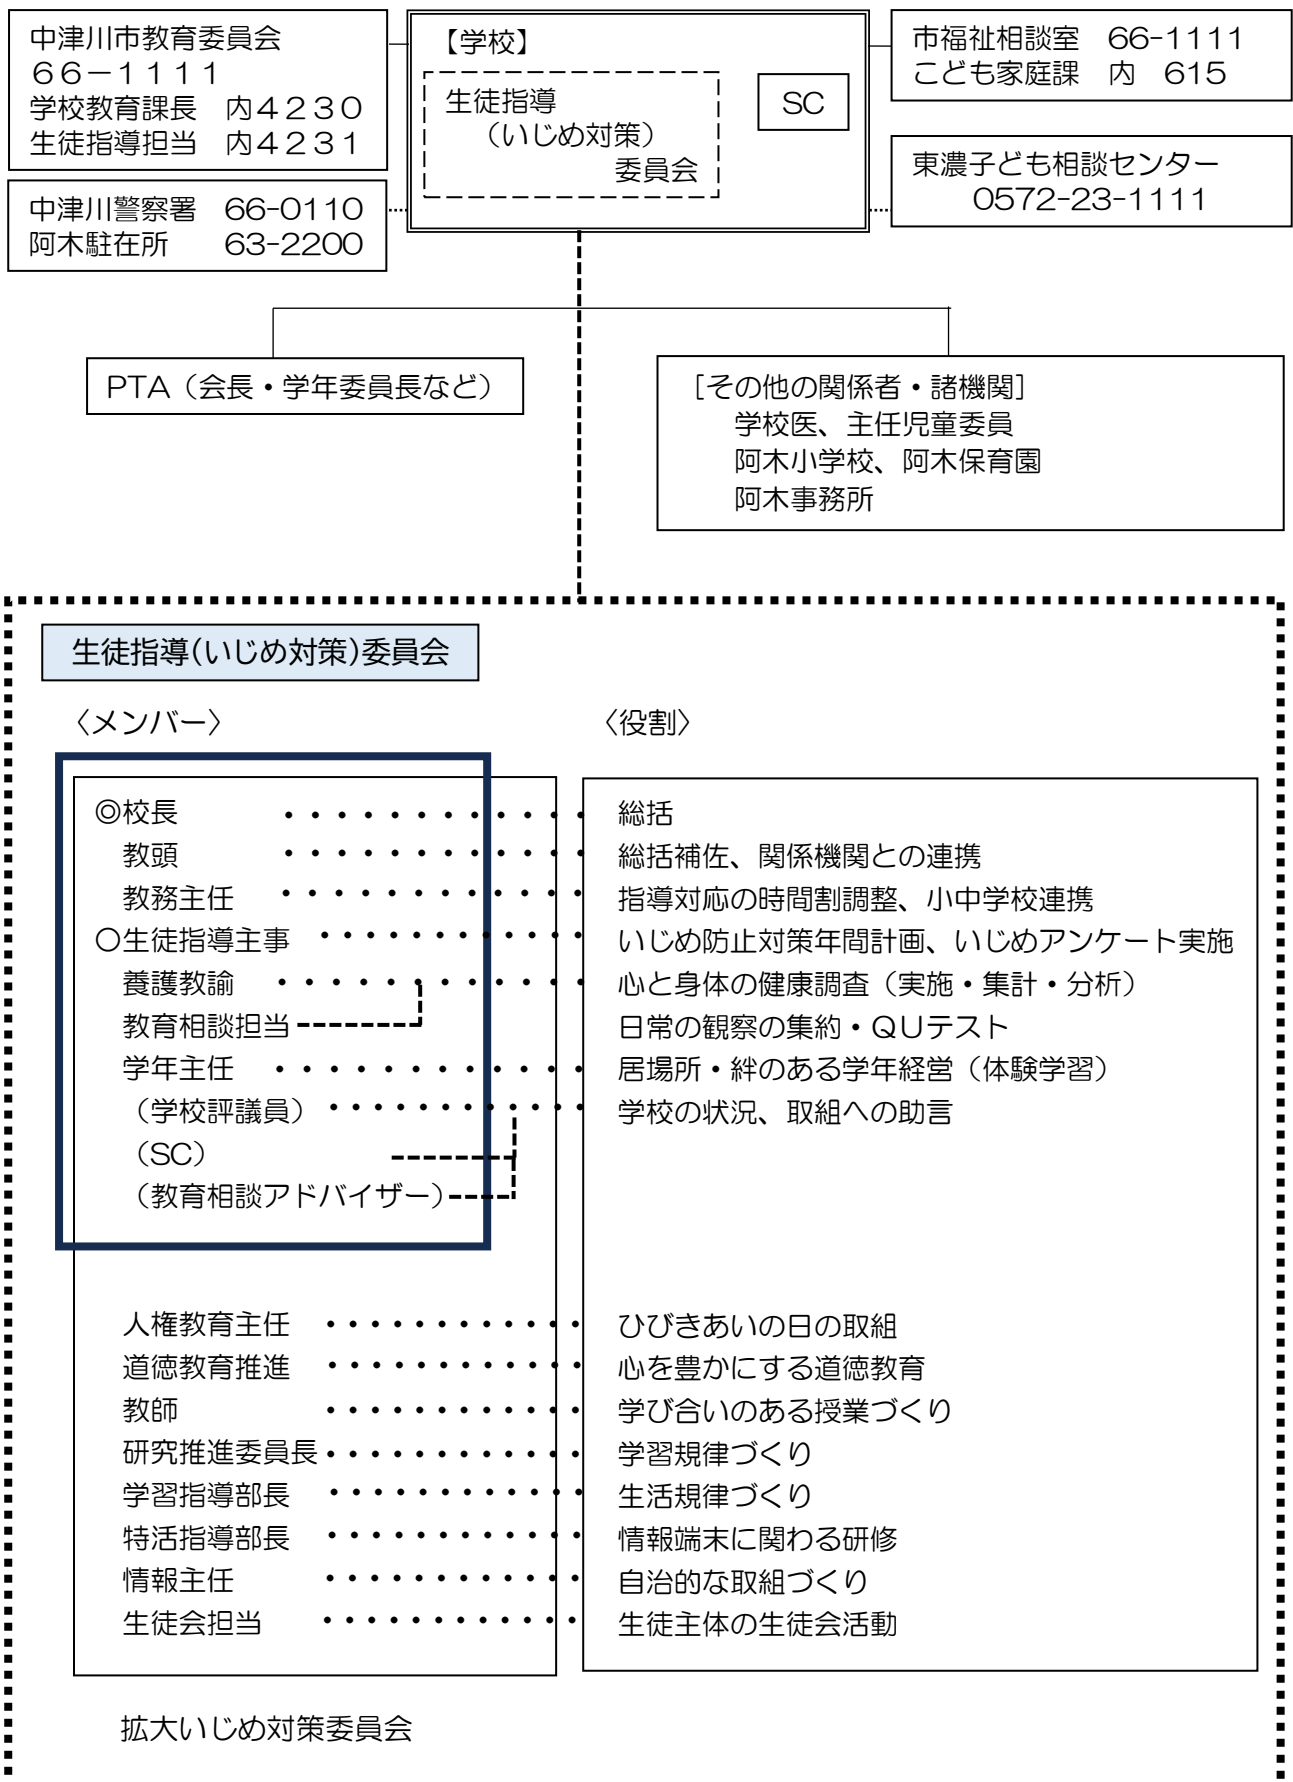 中津川市教育委員会
６６－１１１１
学校教育課長　内４２３０
生徒指導担当　内４２３１
中津川警察署　66-0110
阿木駐在所　　63-2200
【学校】
生徒指導
（いじめ対策）
委員会
SC
市福祉相談室　66-1111
こども家庭課　内　615
東濃子ども相談センター
0572-23-1111
PTA（会長・学年委員長など）
［その他の関係者・諸機関］
学校医、主任児童委員
阿木小学校、阿木保育園
阿木事務所
生徒指導(いじめ対策)委員会
〈メンバー〉　〈役割〉
◎校長　・・・・・・・・・・・・　総括
教頭　・・・・・・・・・・・・　総括補佐、関係機関との連携
教務主任　・・・・・・・・・・・・　指導対応の時間割調整、小中学校連携
〇生徒指導主事　・・・・・・・・・・・　いじめ防止対策年間計画、いじめアンケート実施
養護教諭　・・・・・・・・・・・・　心と身体の健康調査（実施・集計・分析）
教育相談担当　日常の観察の集約・ＱＵテスト
学年主任　・・・・・・・・・・・・　居場所・絆のある学年経営（体験学習）
（学校評議員）・・・・・・・・・・　学校の状況、取組への助言
（SC）
（教育相談アドバイザー）
人権教育主任　・・・・・・・・・・・　ひびきあいの日の取組
道徳教育推進　・・・・・・・・・・・　心を豊かにする道徳教育
教師　・・・・・・・・・・・　学び合いのある授業づくり
研究推進委員長・・・・・・・・・・・　学習規律づくり
学習指導部長　・・・・・・・・・・・　生活規律づくり
特活指導部長　・・・・・・・・・・・　情報端末に関わる研修
情報主任　・・・・・・・・・・・　自治的な取組づくり
生徒会担当　・・・・・・・・・・・・　生徒主体の生徒会活動
拡大いじめ対策委員会